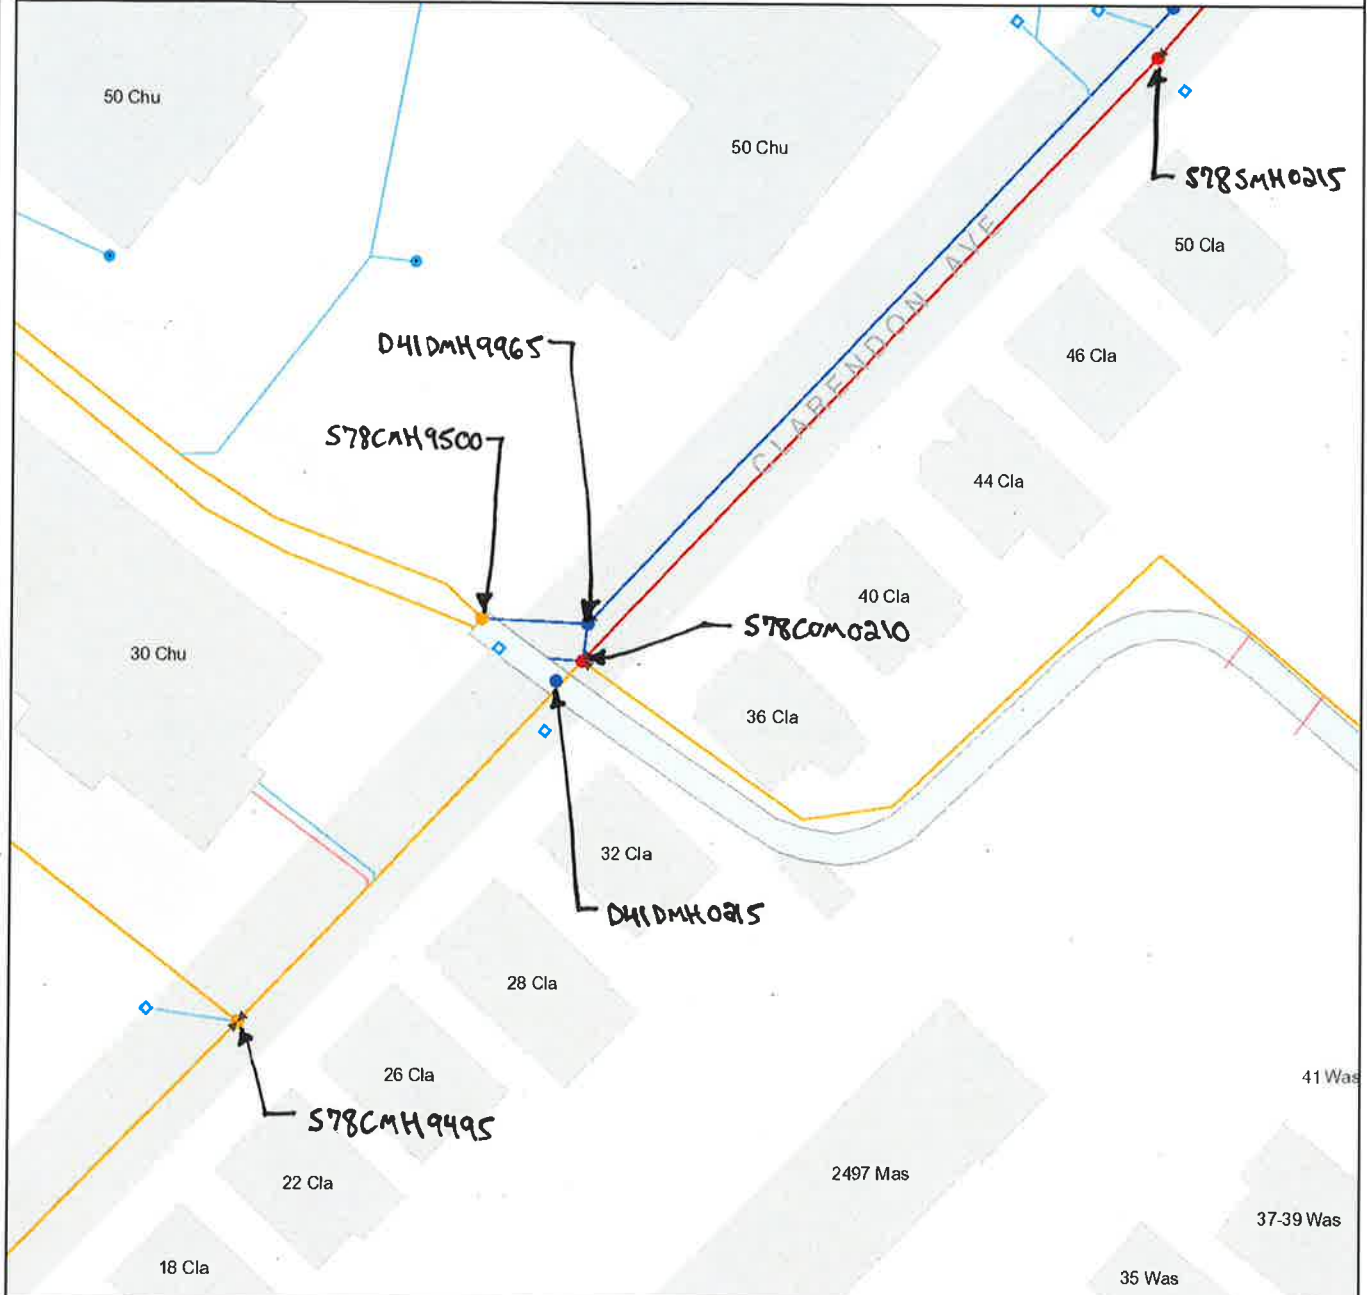 50 Chu
50 Chu
S78SMH0215
50 Cla
CLARENDON AVE
D41DMH9965
46 Cla
S78CMH9500
44 Cla
40 Cla
S78COM0210
30 Chu
36 Cla
32 Cla
D41DMH0215
28 Cla
26 Cla
41 Was
S78CMH9495
22 Cla
2497 Mas
37-39 Was
18 Cla
35 Was